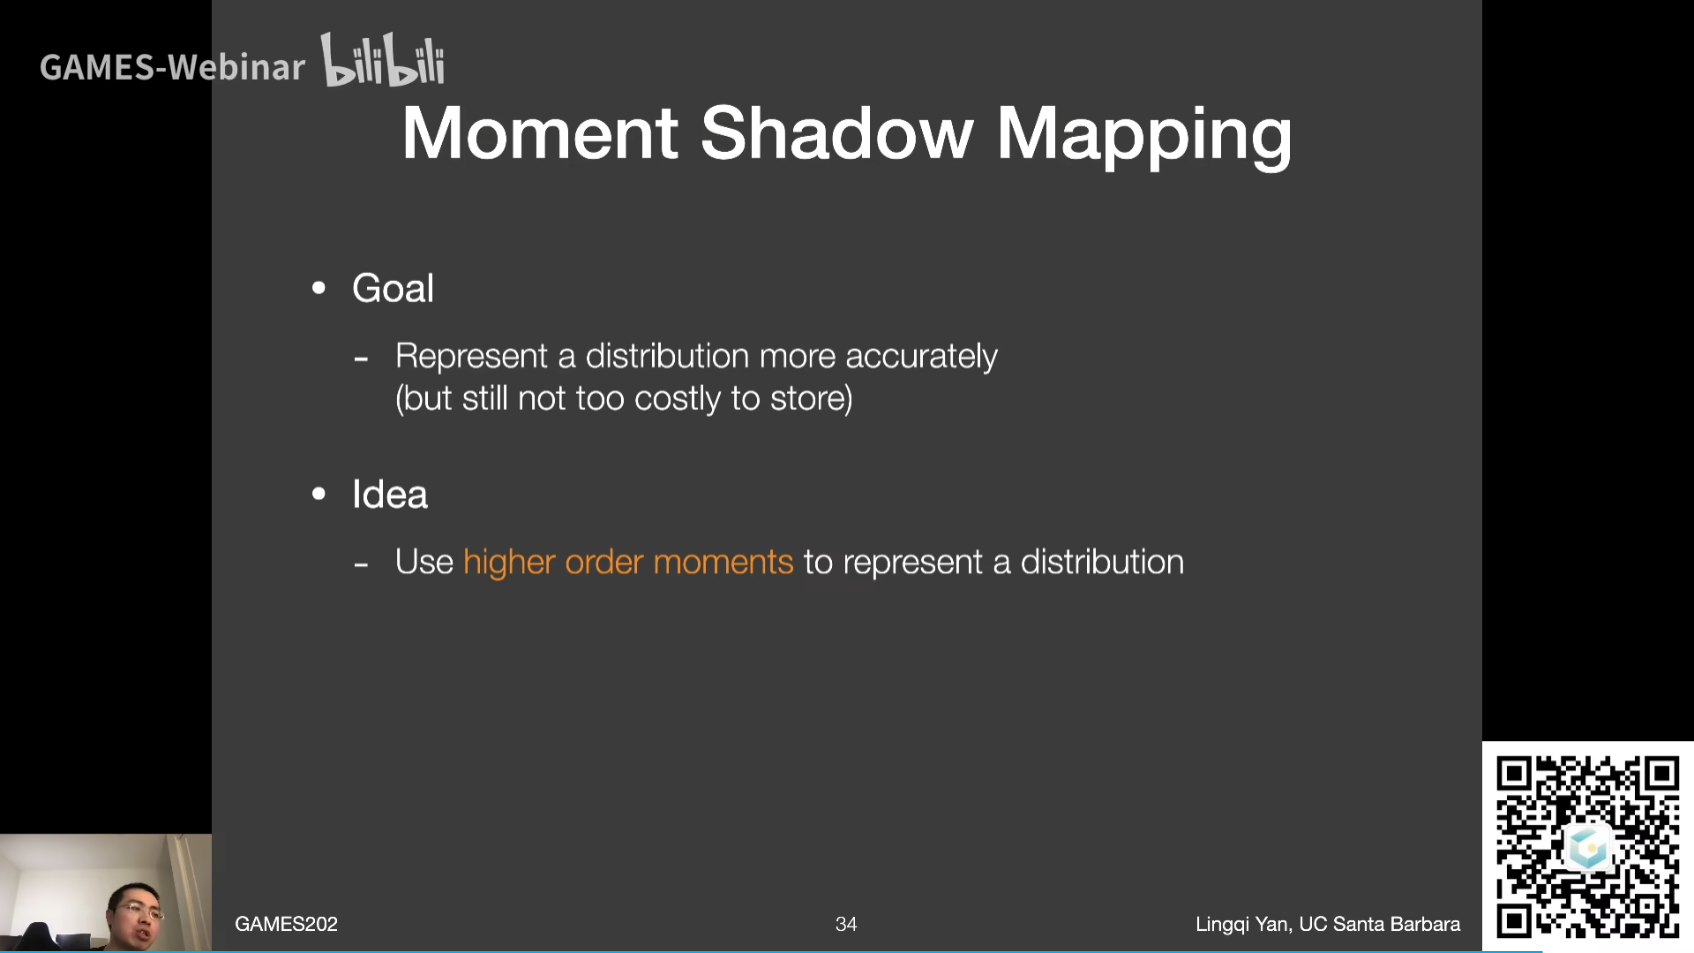 GAMES-Webinar bilibili
Moment Shadow Mapping
• Goal
- Represent a distribution more accurately
(but still not too costly to store)
• Idea
- Use higher order moments to represent a distribution
GAMES202
34
Lingqi Yan, UC Santa Barbara